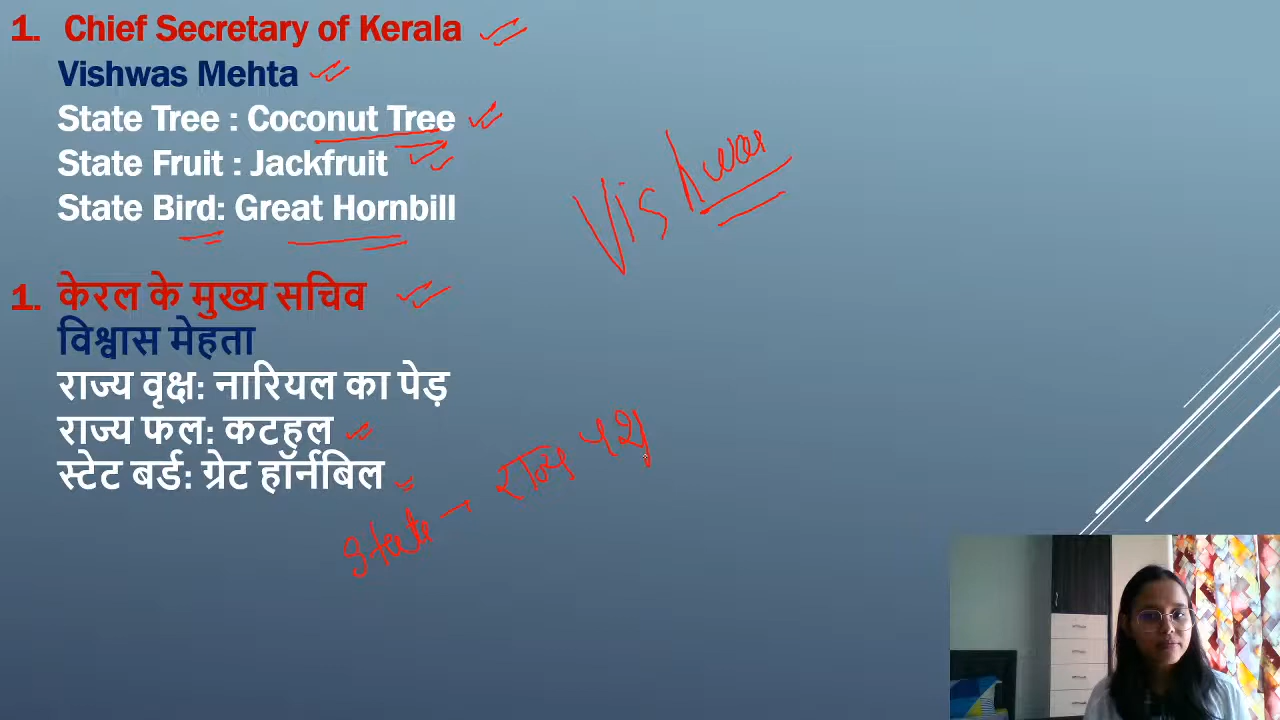 1. Chief Secretary of Kerala
Vishwas Mehta
State Tree : Coconut Tree
State Fruit : Jackfruit
State Bird: Great Hornbill
Vishwas
1. केरल के मुख्य सचिव
विश्वास मेहता
राज्य वृक्ष: नारियल का पेड़
राज्य फल: कटहल
स्टेट बर्ड: ग्रेट हॉर्नबिल
State → राज्य